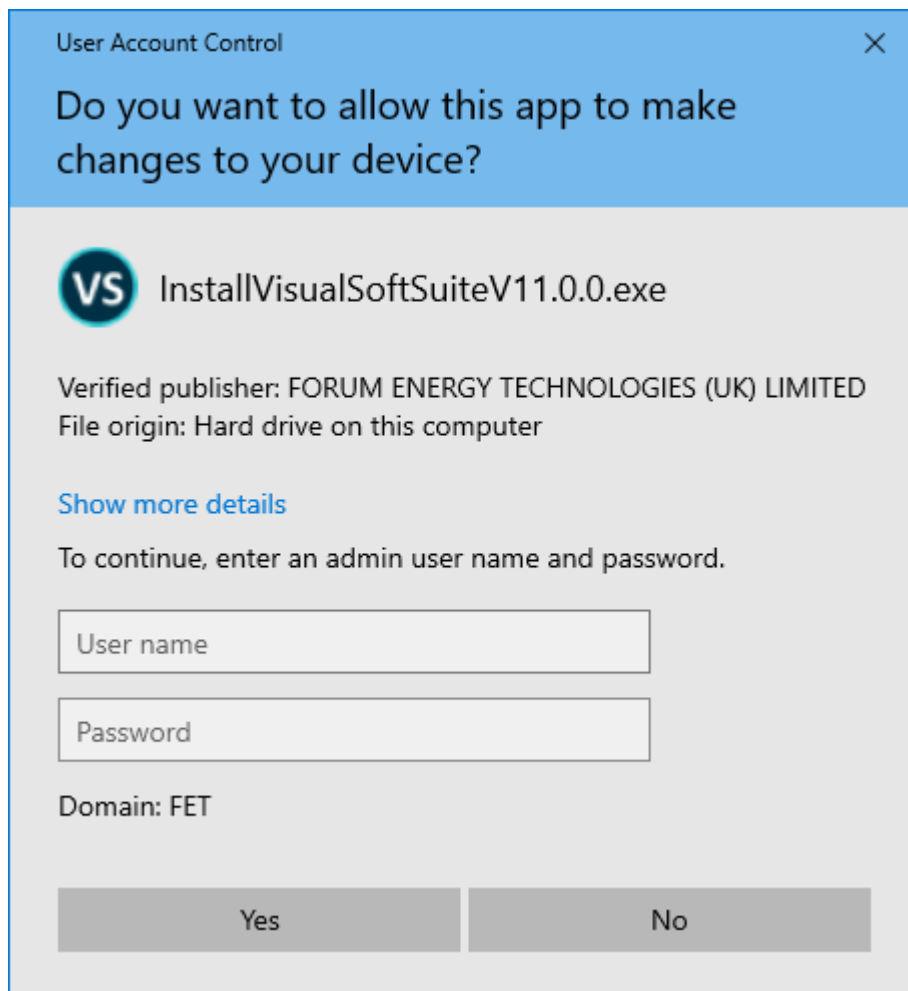 User Account Control
Do you want to allow this app to make
changes to your device?
VS
InstallVisualSoftSuiteV11.0.0.exe
Verified publisher: FORUM ENERGY TECHNOLOGIES (UK) LIMITED
File origin: Hard drive on this computer
Show more details
To continue, enter an admin user name and password.
User name
Password
Domain: FET
Yes
No